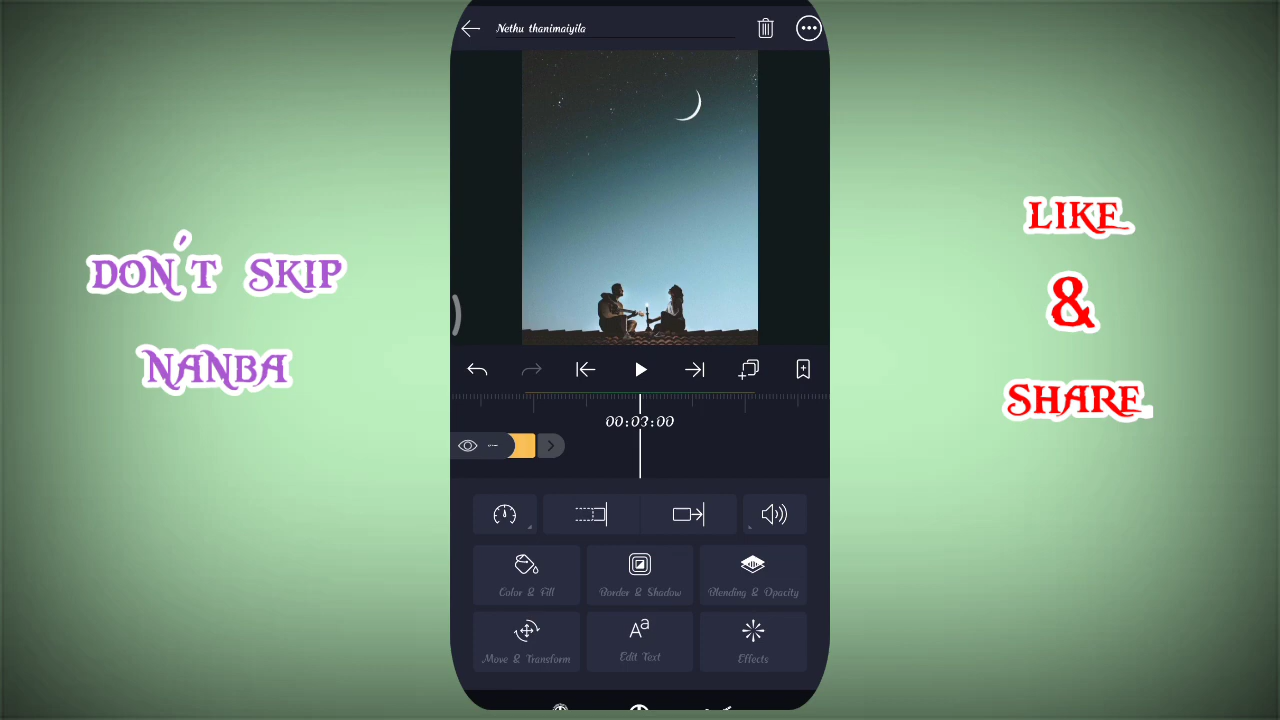 Nethu thanimaiyila
DON'T SKIP
NANBA
LIKE
&
SHARE
00:03:00
Color & Fill
Border & Shadow
Blending & Opacity
Move & Transform
Aa
Edit Text
Effects